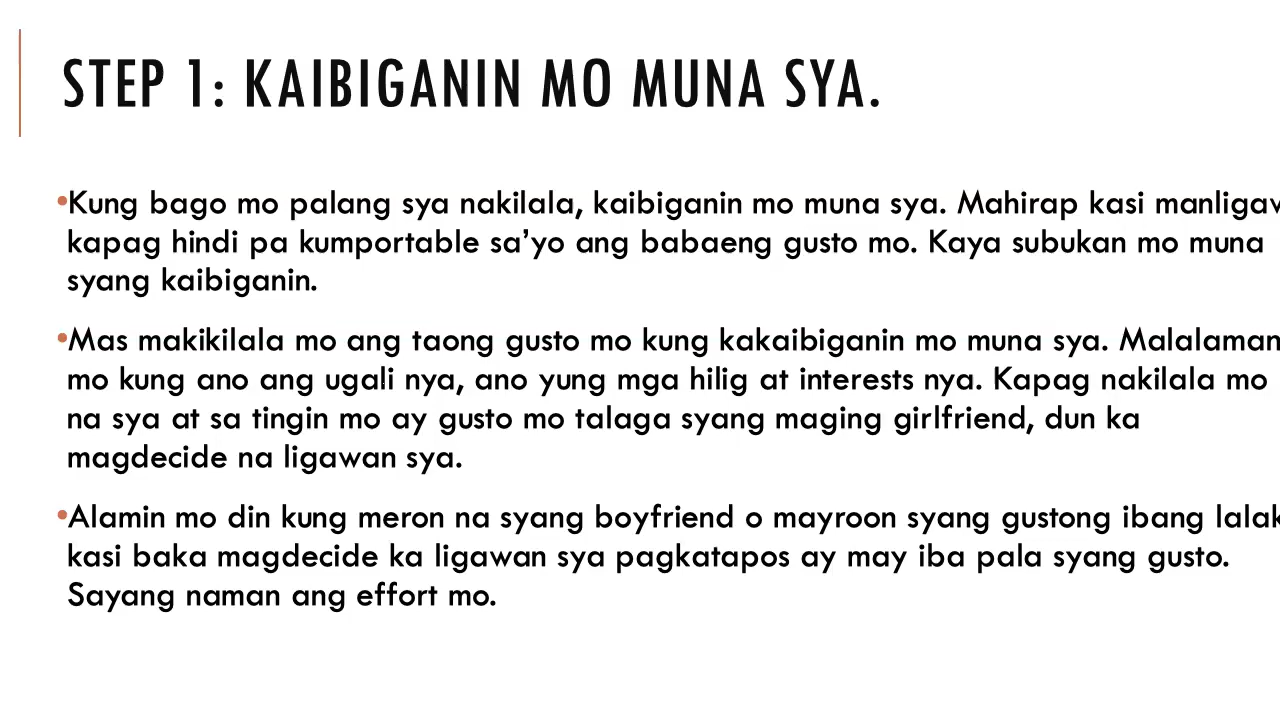 STEP 1: KAIBIGANIN MO MUNA SYA.
•Kung bago mo palang sya nakilala, kaibiganin mo muna sya. Mahirap kasi manligaw
kapag hindi pa kumportable sa’yo ang babaeng gusto mo. Kaya subukan mo muna
syang kaibiganin.
•Mas makikilala mo ang taong gusto mo kung kakaibiganin mo muna sya. Malalaman
mo kung ano ang ugali nya, ano yung mga hilig at interests nya. Kapag nakilala mo
na sya at sa tingin mo ay gusto mo talaga syang maging girlfriend, dun ka
magdecide na ligawan sya.
•Alamin mo din kung meron na syang boyfriend o mayroon syang gustong ibang lalak
kasi baka magdecide ka ligawan sya pagkatapos ay may iba pala syang gusto.
Sayang naman ang effort mo.